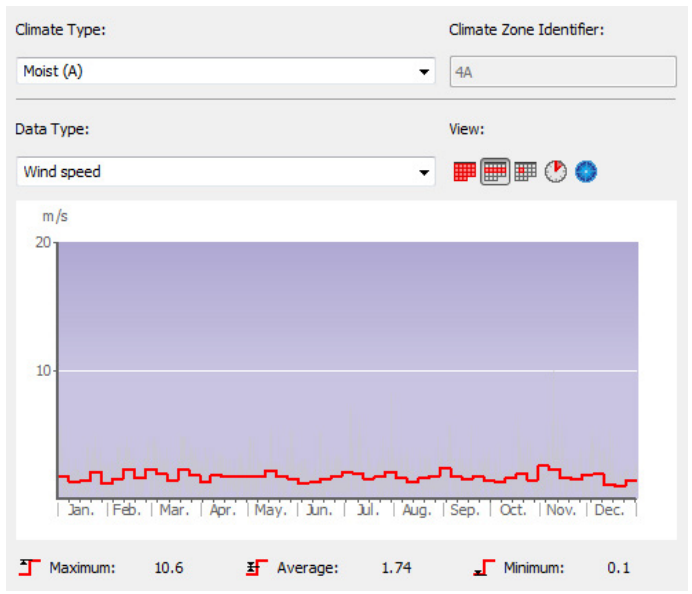 Climate Type: Climate Zone Identifier:
Moist (A) 4A
Data Type: View:
Wind speed
m/s
20
10
Jan. Feb. Mar. Apr. May. Jun. Jul. Aug. Sep. Oct. Nov. Dec.
Maximum: 10.6 Average: 1.74 Minimum: 0.1